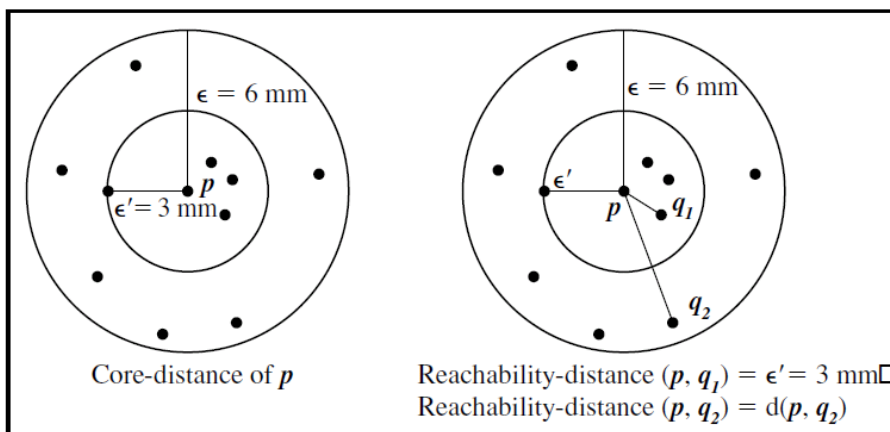 ϵ = 6 mm
p
ϵ′= 3 mm
Core-distance of p
ϵ = 6 mm
ϵ′
p
q₁
q₂
Reachability-distance (p, q₁) = ϵ′= 3 mm□
Reachability-distance (p, q₂) = d(p, q₂)